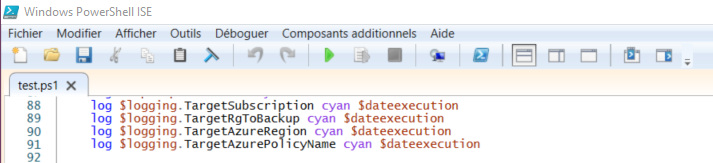 Windows PowerShell ISE
Fichier Modifier Afficher Outils Déboguer Composants additionnels Aide
test.ps1 X
88 log $logging.TargetSubscription cyan $dateexecution
89 log $logging.TargetRgToBackup cyan $dateexecution
90 log $logging.TargetAzureRegion cyan $dateexecution
91 log $logging.TargetAzurePolicyName cyan $dateexecution
92